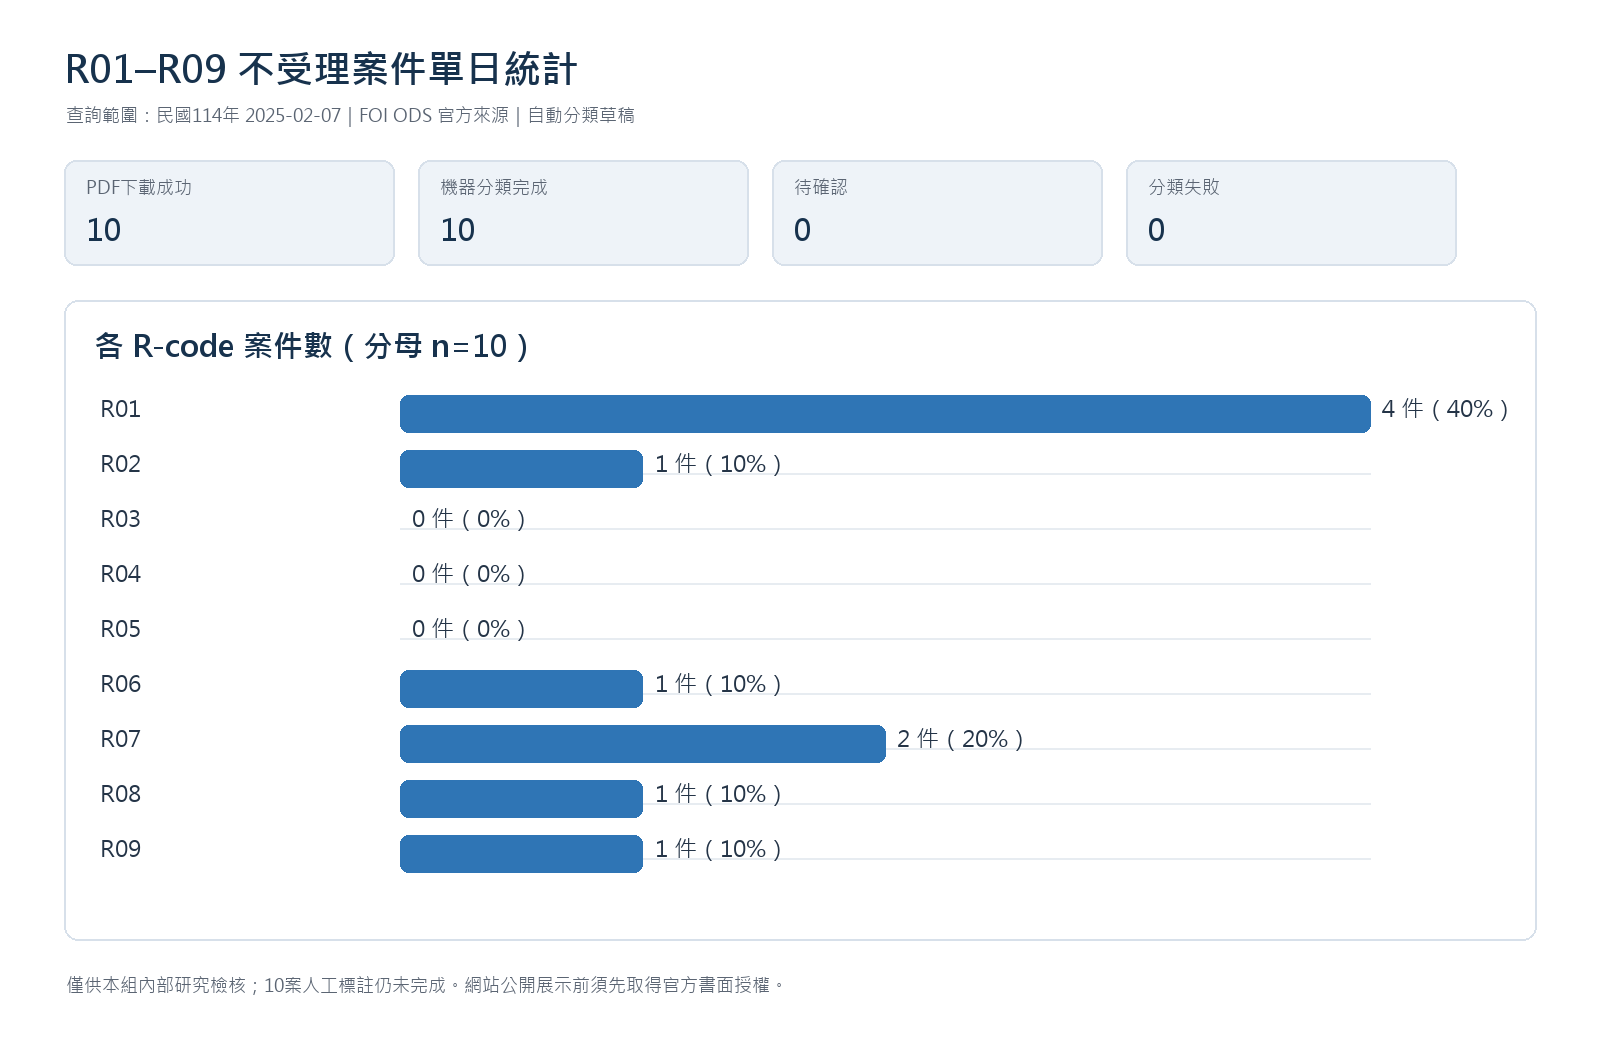 R01–R09 不受理案件單日統計
查詢範圍：民國114年 2025-02-07 | FOI ODS 官方來源 | 自動分類草稿
PDF下載成功
10
機器分類完成
10
待確認
0
分類失敗
0
各 R-code 案件數（分母 n=10）
R01 4 件（40%）
R02 1 件（10%）
R03 0 件（0%）
R04 0 件（0%）
R05 0 件（0%）
R06 1 件（10%）
R07 2 件（20%）
R08 1 件（10%）
R09 1 件（10%）
僅供本組內部研究檢核；10案人工標註仍未完成。網站公開展示前須先取得官方書面授權。